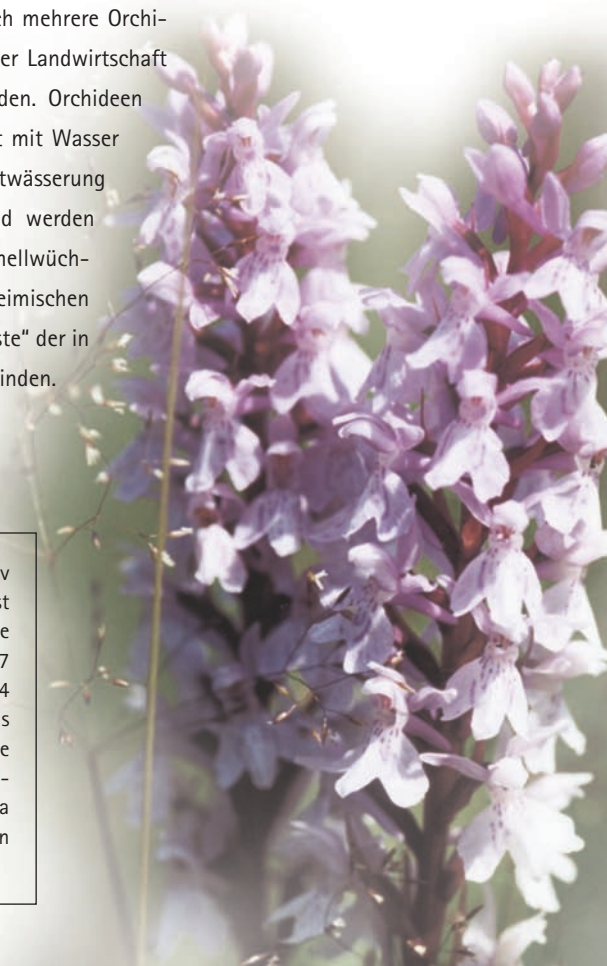 ch mehrere Orchi-
er Landwirtschaft
den. Orchideen
t mit Wasser
twässerung
d werden
nellwüch-
eimischen
ste“ der in
inden.
v
st
e
7
4
s
e
-
a
n